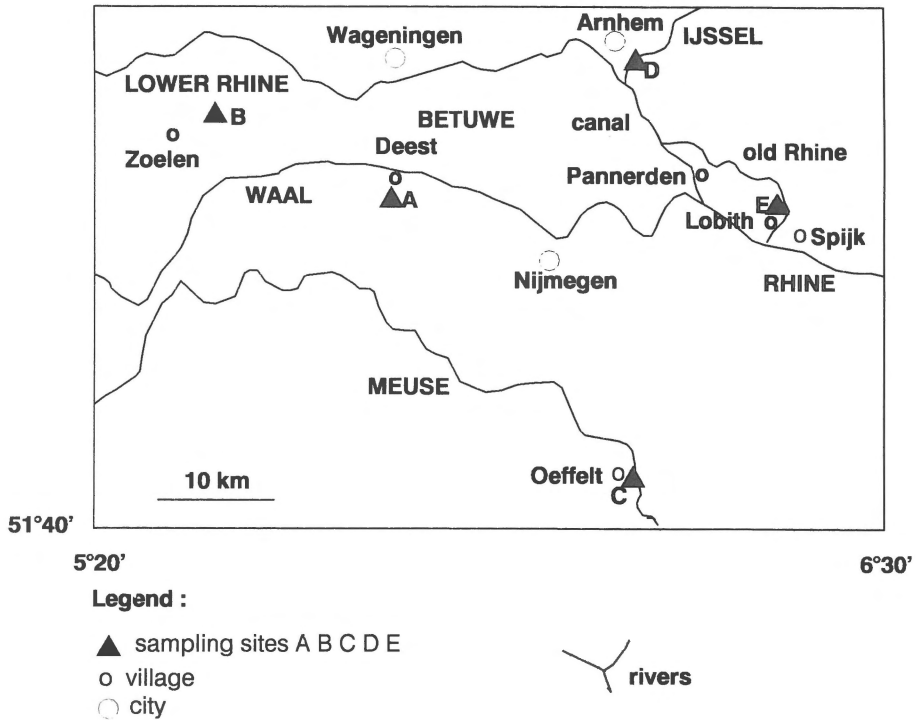 Arnhem
Wageningen
IJSSEL
D
LOWER RHINE
B
BETUWE
canal
Zoelen
Deest
old Rhine
Pannerden
WAAL
A
E
Lobith
Spijk
Nijmegen
RHINE
MEUSE
10 km
Oeffelt
C
51°40'
5°20'
6°30'
Legend :
sampling sites A B C D E
village
city
rivers